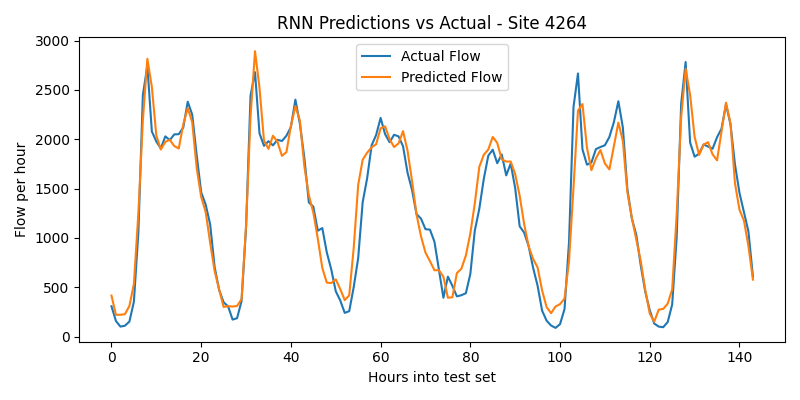 RNN Predictions vs Actual - Site 4264
Actual Flow
Predicted Flow
Flow per hour
3000
2500
2000
1500
1000
500
0
0 20 40 60 80 100 120 140
Hours into test set